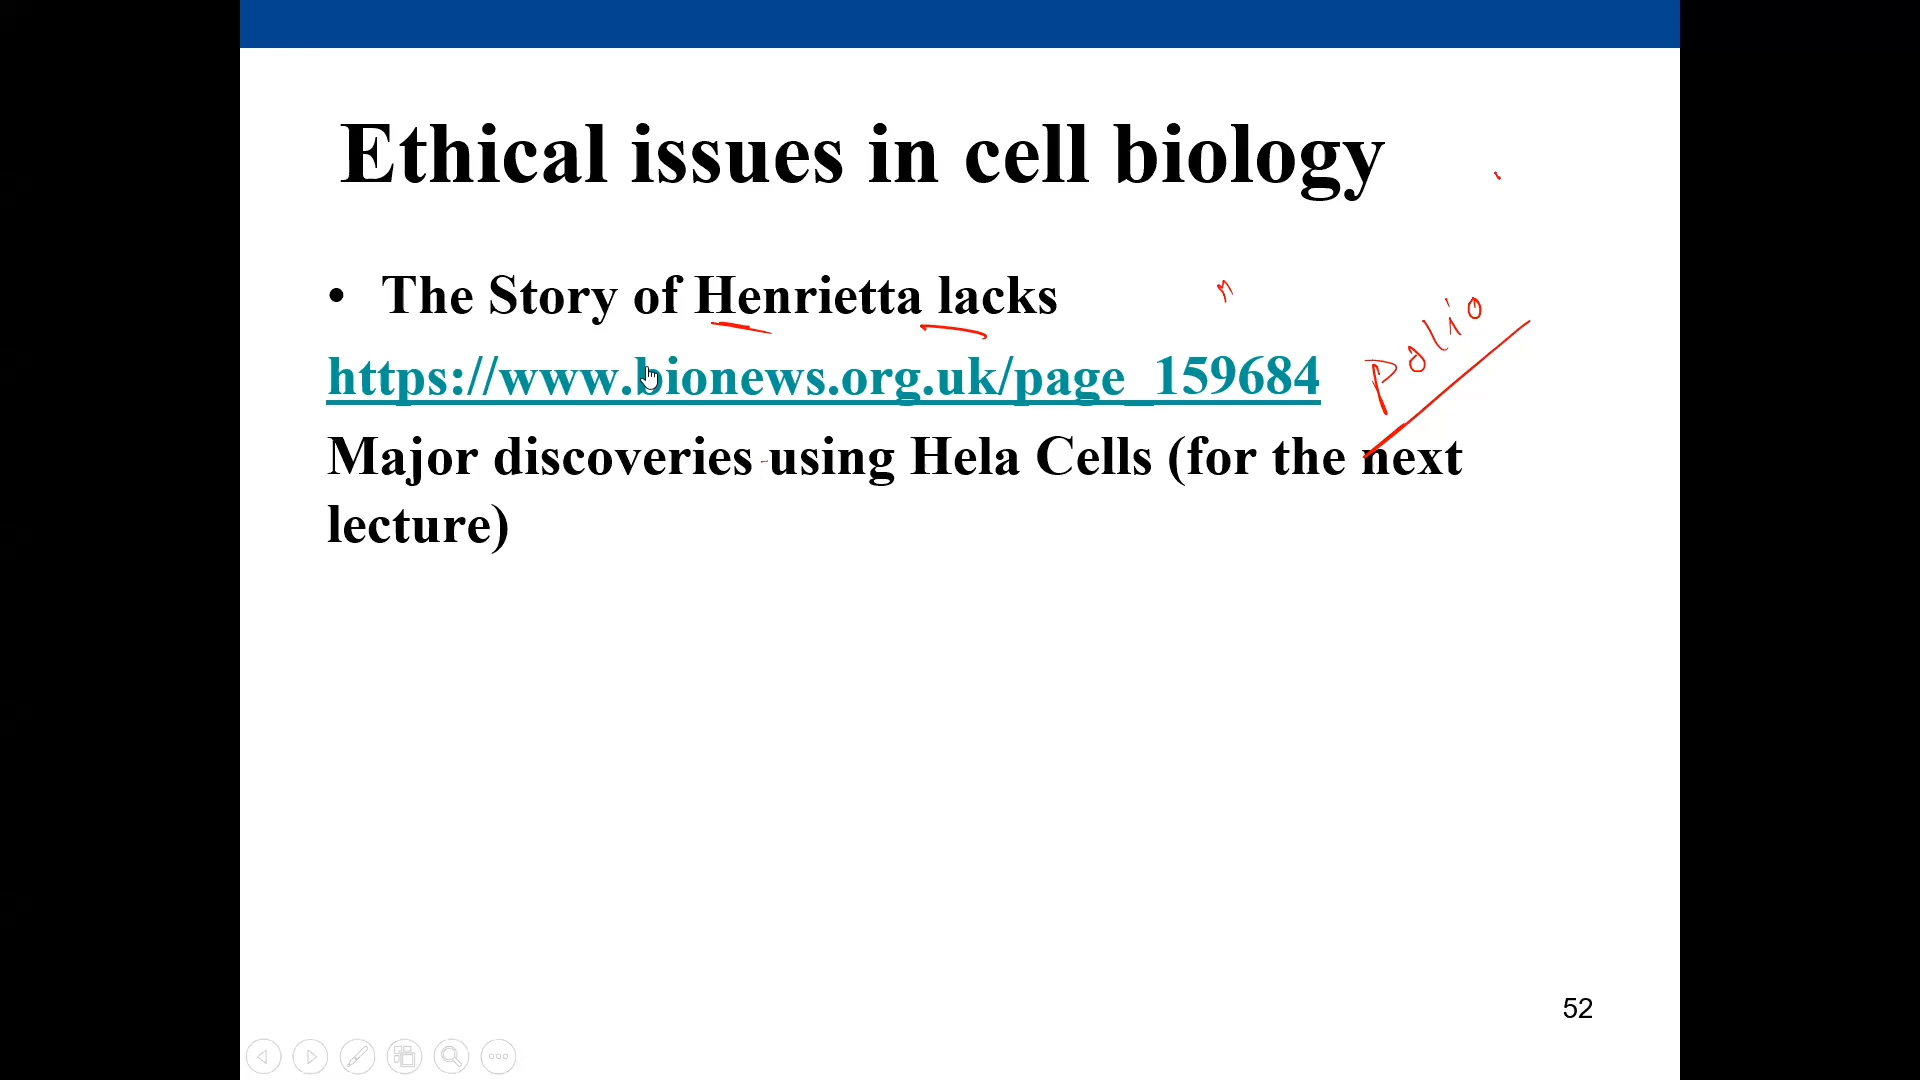 Ethical issues in cell biology
• The Story of Henrietta lacks
https://www.bionews.org.uk/page_159684
polio
Major discoveries using Hela Cells (for the next
lecture)
52